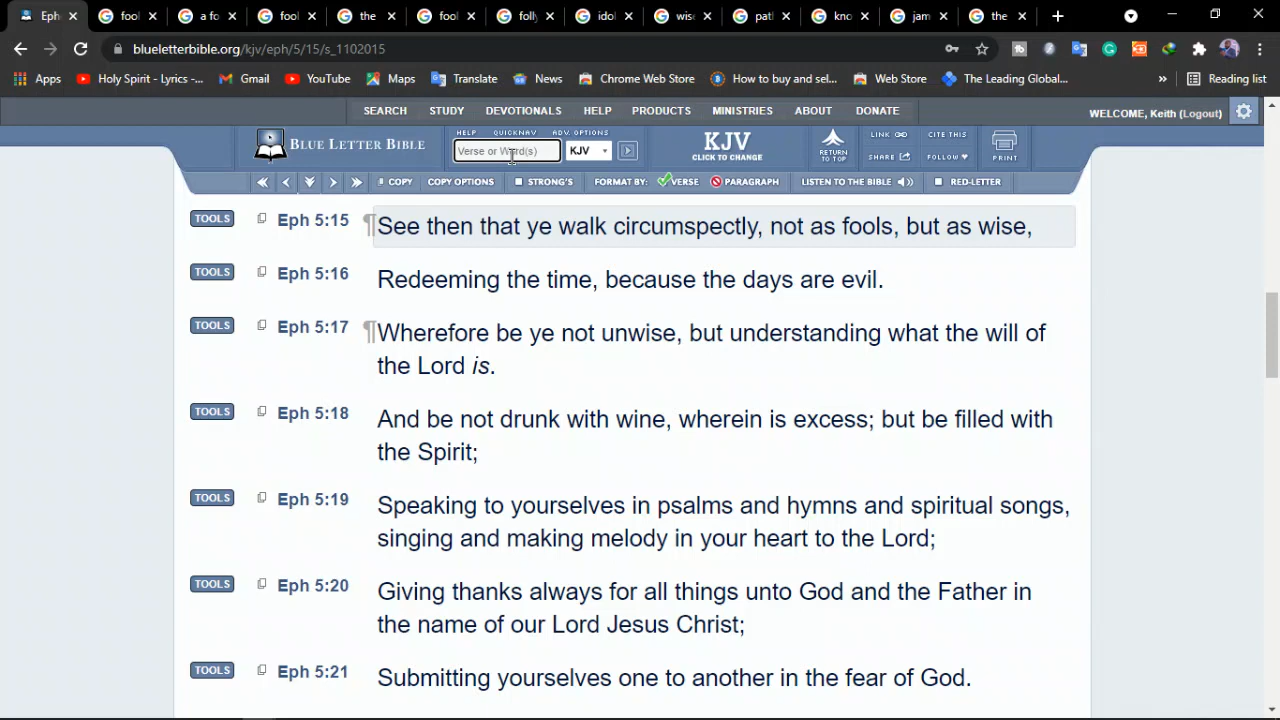 Eph
fool
a fo
fool
the
fool
folly
idol
wise
path
kno
jam
the
blueletterbible.org/kjv/eph/5/15/s_1102015
Apps
Holy Spirit - Lyrics -...
Gmail
YouTube
Maps
Translate
News
Chrome Web Store
How to buy and sel...
Web Store
The Leading Global...
»
Reading list
SEARCH STUDY DEVOTIONALS HELP PRODUCTS MINISTRIES ABOUT DONATE
WELCOME, Keith (Logout)
BLUE LETTER BIBLE
HELP QUICKNAV ADV. OPTIONS
Verse or Word(s)
KJV
KJV
CLICK TO CHANGE
RETURN
TO TOP
LINK
CITE THIS
SHARE
FOLLOW
PRINT
COPY COPY OPTIONS STRONG'S FORMAT BY: VERSE PARAGRAPH LISTEN TO THE BIBLE RED-LETTER
TOOLS Eph 5:15 ¶See then that ye walk circumspectly, not as fools, but as wise,
TOOLS Eph 5:16 Redeeming the time, because the days are evil.
TOOLS Eph 5:17 ¶Wherefore be ye not unwise, but understanding what the will of
the Lord is.
TOOLS Eph 5:18 And be not drunk with wine, wherein is excess; but be filled with
the Spirit;
TOOLS Eph 5:19 Speaking to yourselves in psalms and hymns and spiritual songs,
singing and making melody in your heart to the Lord;
TOOLS Eph 5:20 Giving thanks always for all things unto God and the Father in
the name of our Lord Jesus Christ;
TOOLS Eph 5:21 Submitting yourselves one to another in the fear of God.